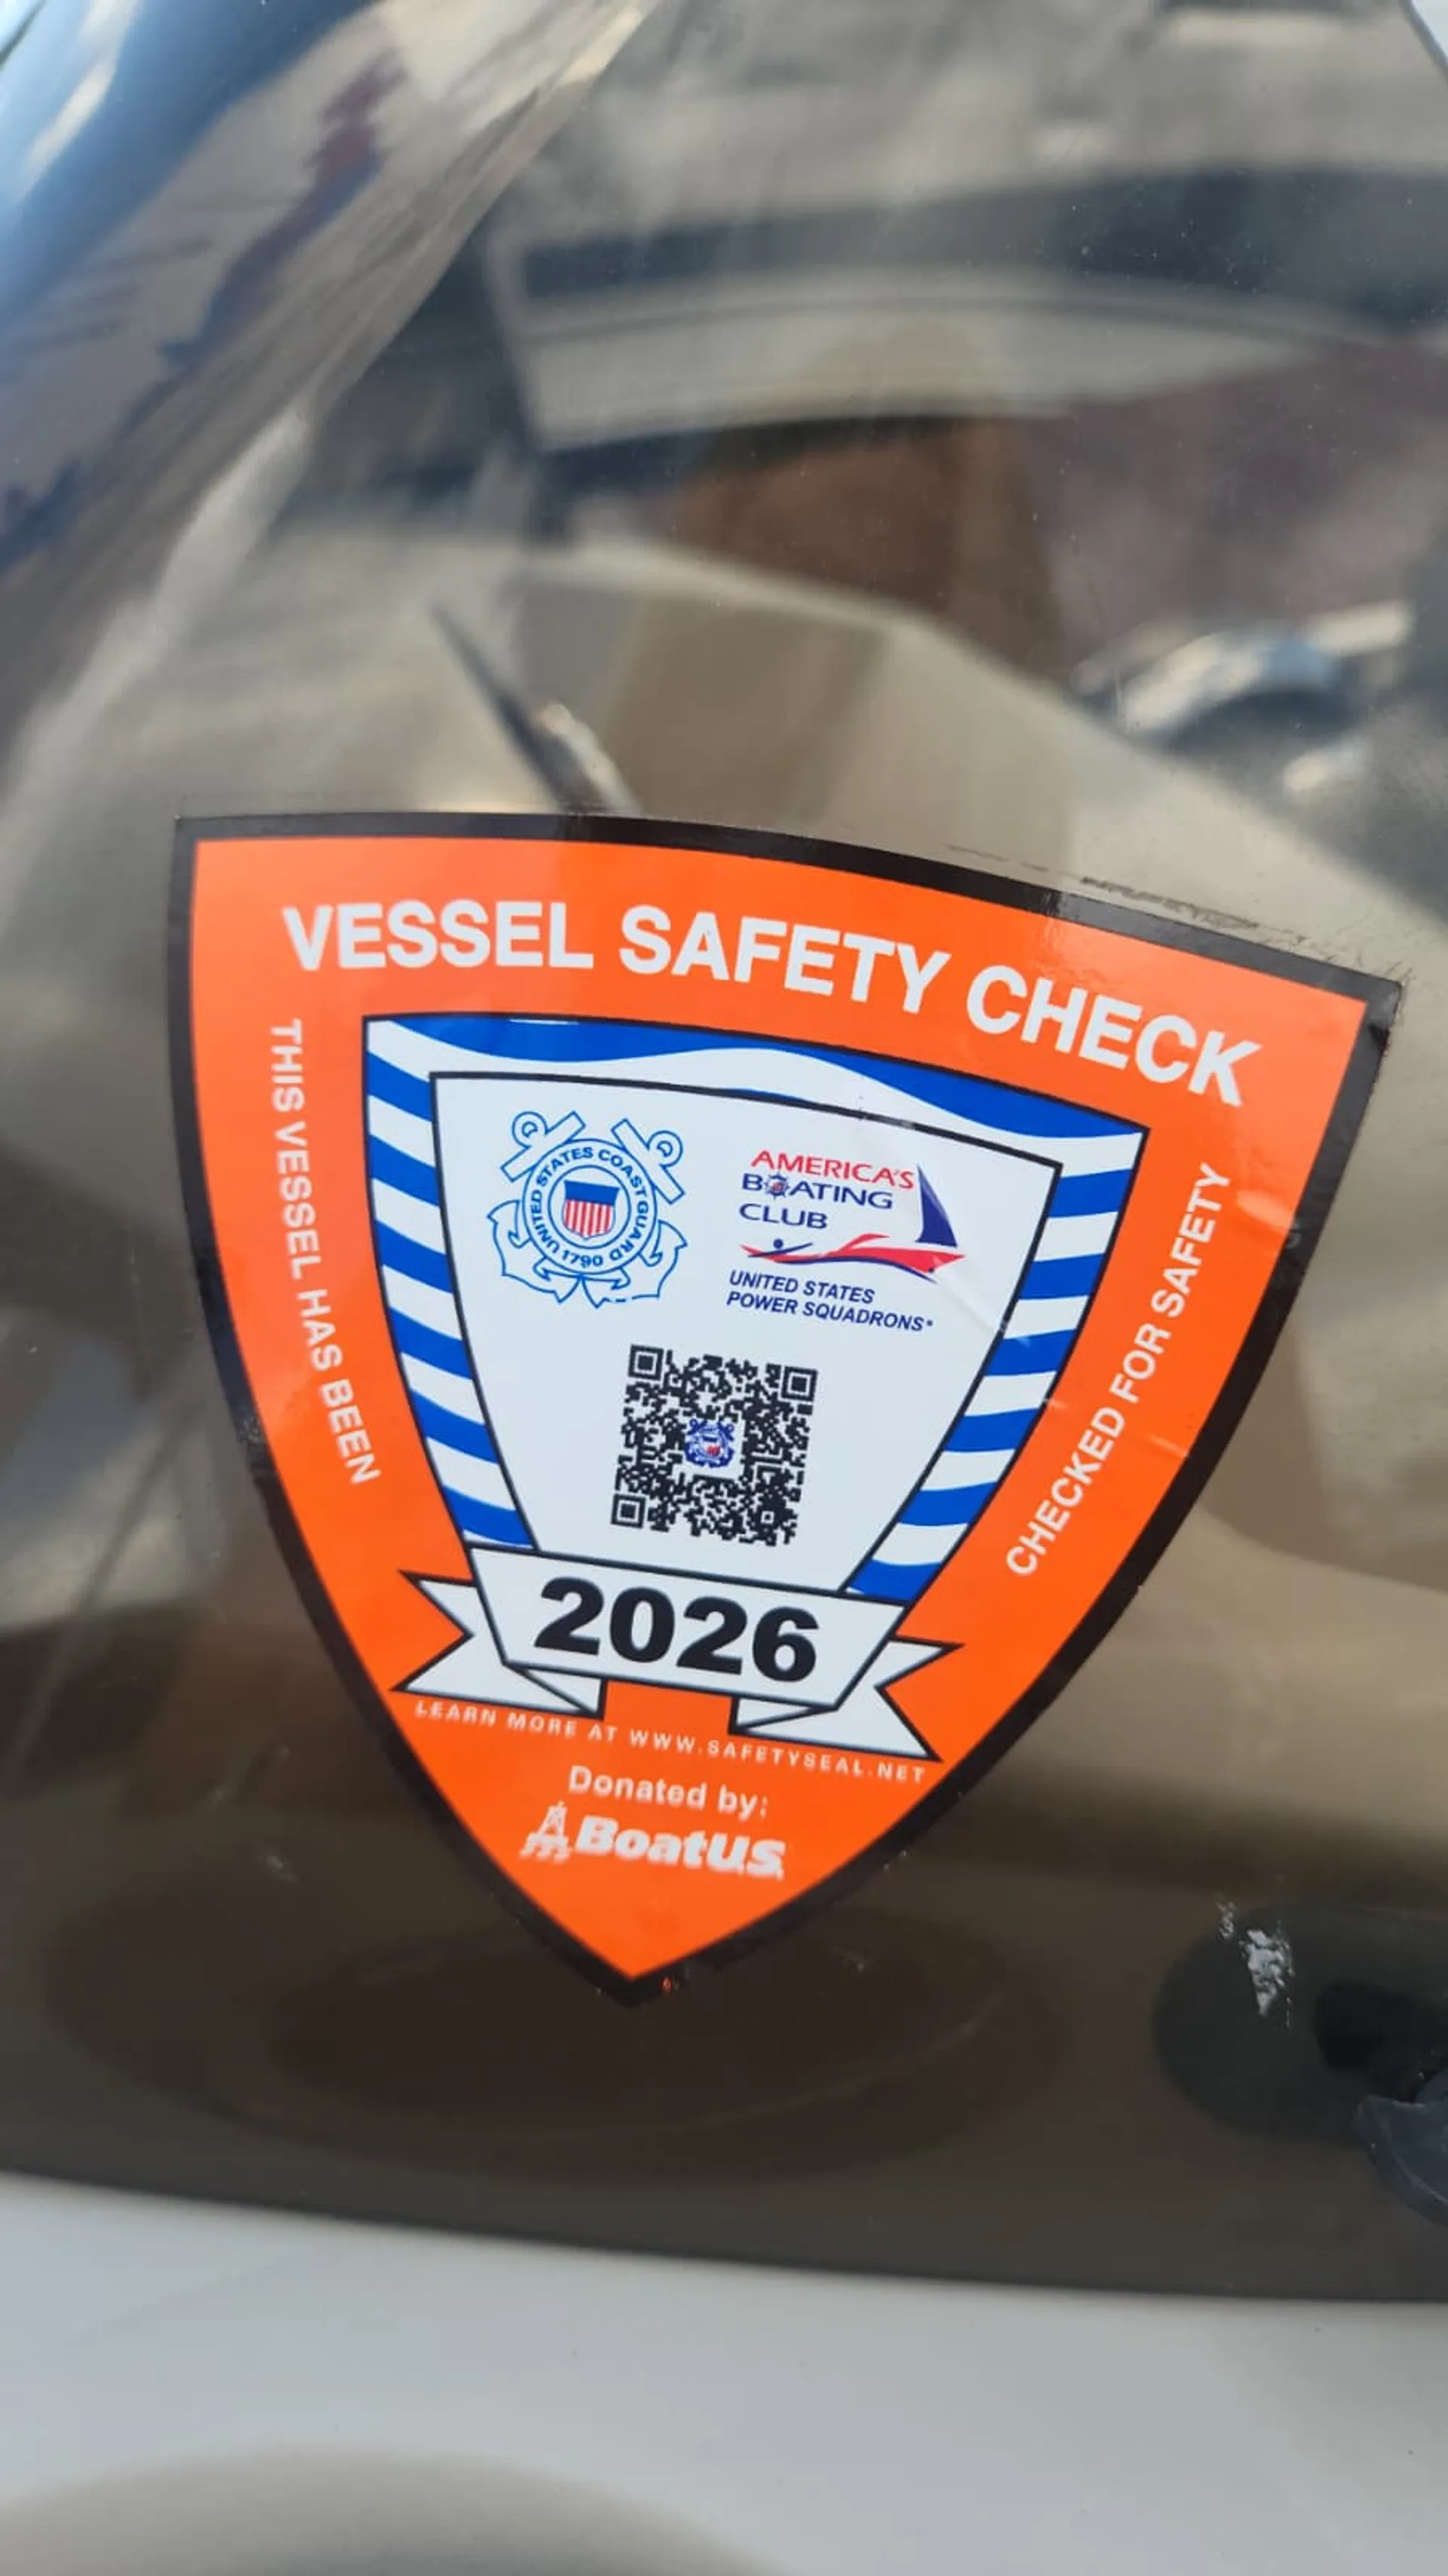 VESSEL SAFETY CHECK
THIS VESSEL HAS BEEN
CHECKED FOR SAFETY
UNITED STATES COAST GUARD
1790
AMERICA'S
BOATING
CLUB
UNITED STATES
POWER SQUADRONS®
2026
LEARN MORE AT WWW.SAFETYSEAL.NET
Donated by:
BoatU.S.